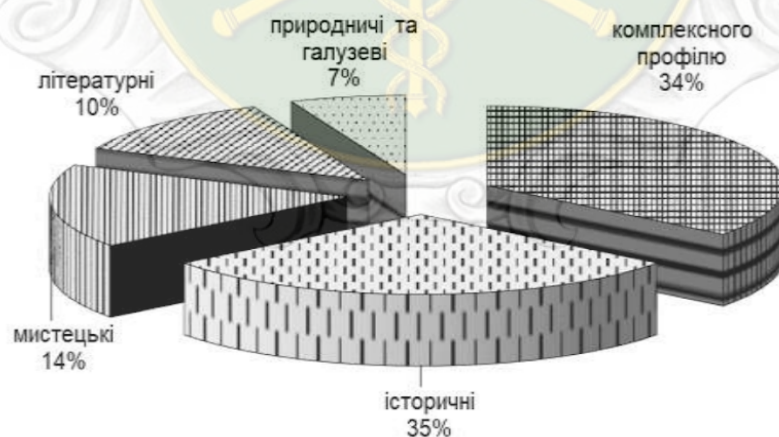 природничі та
галузеві
7%
комплексного
профілю
34%
літературні
10%
мистецькі
14%
історичні
35%